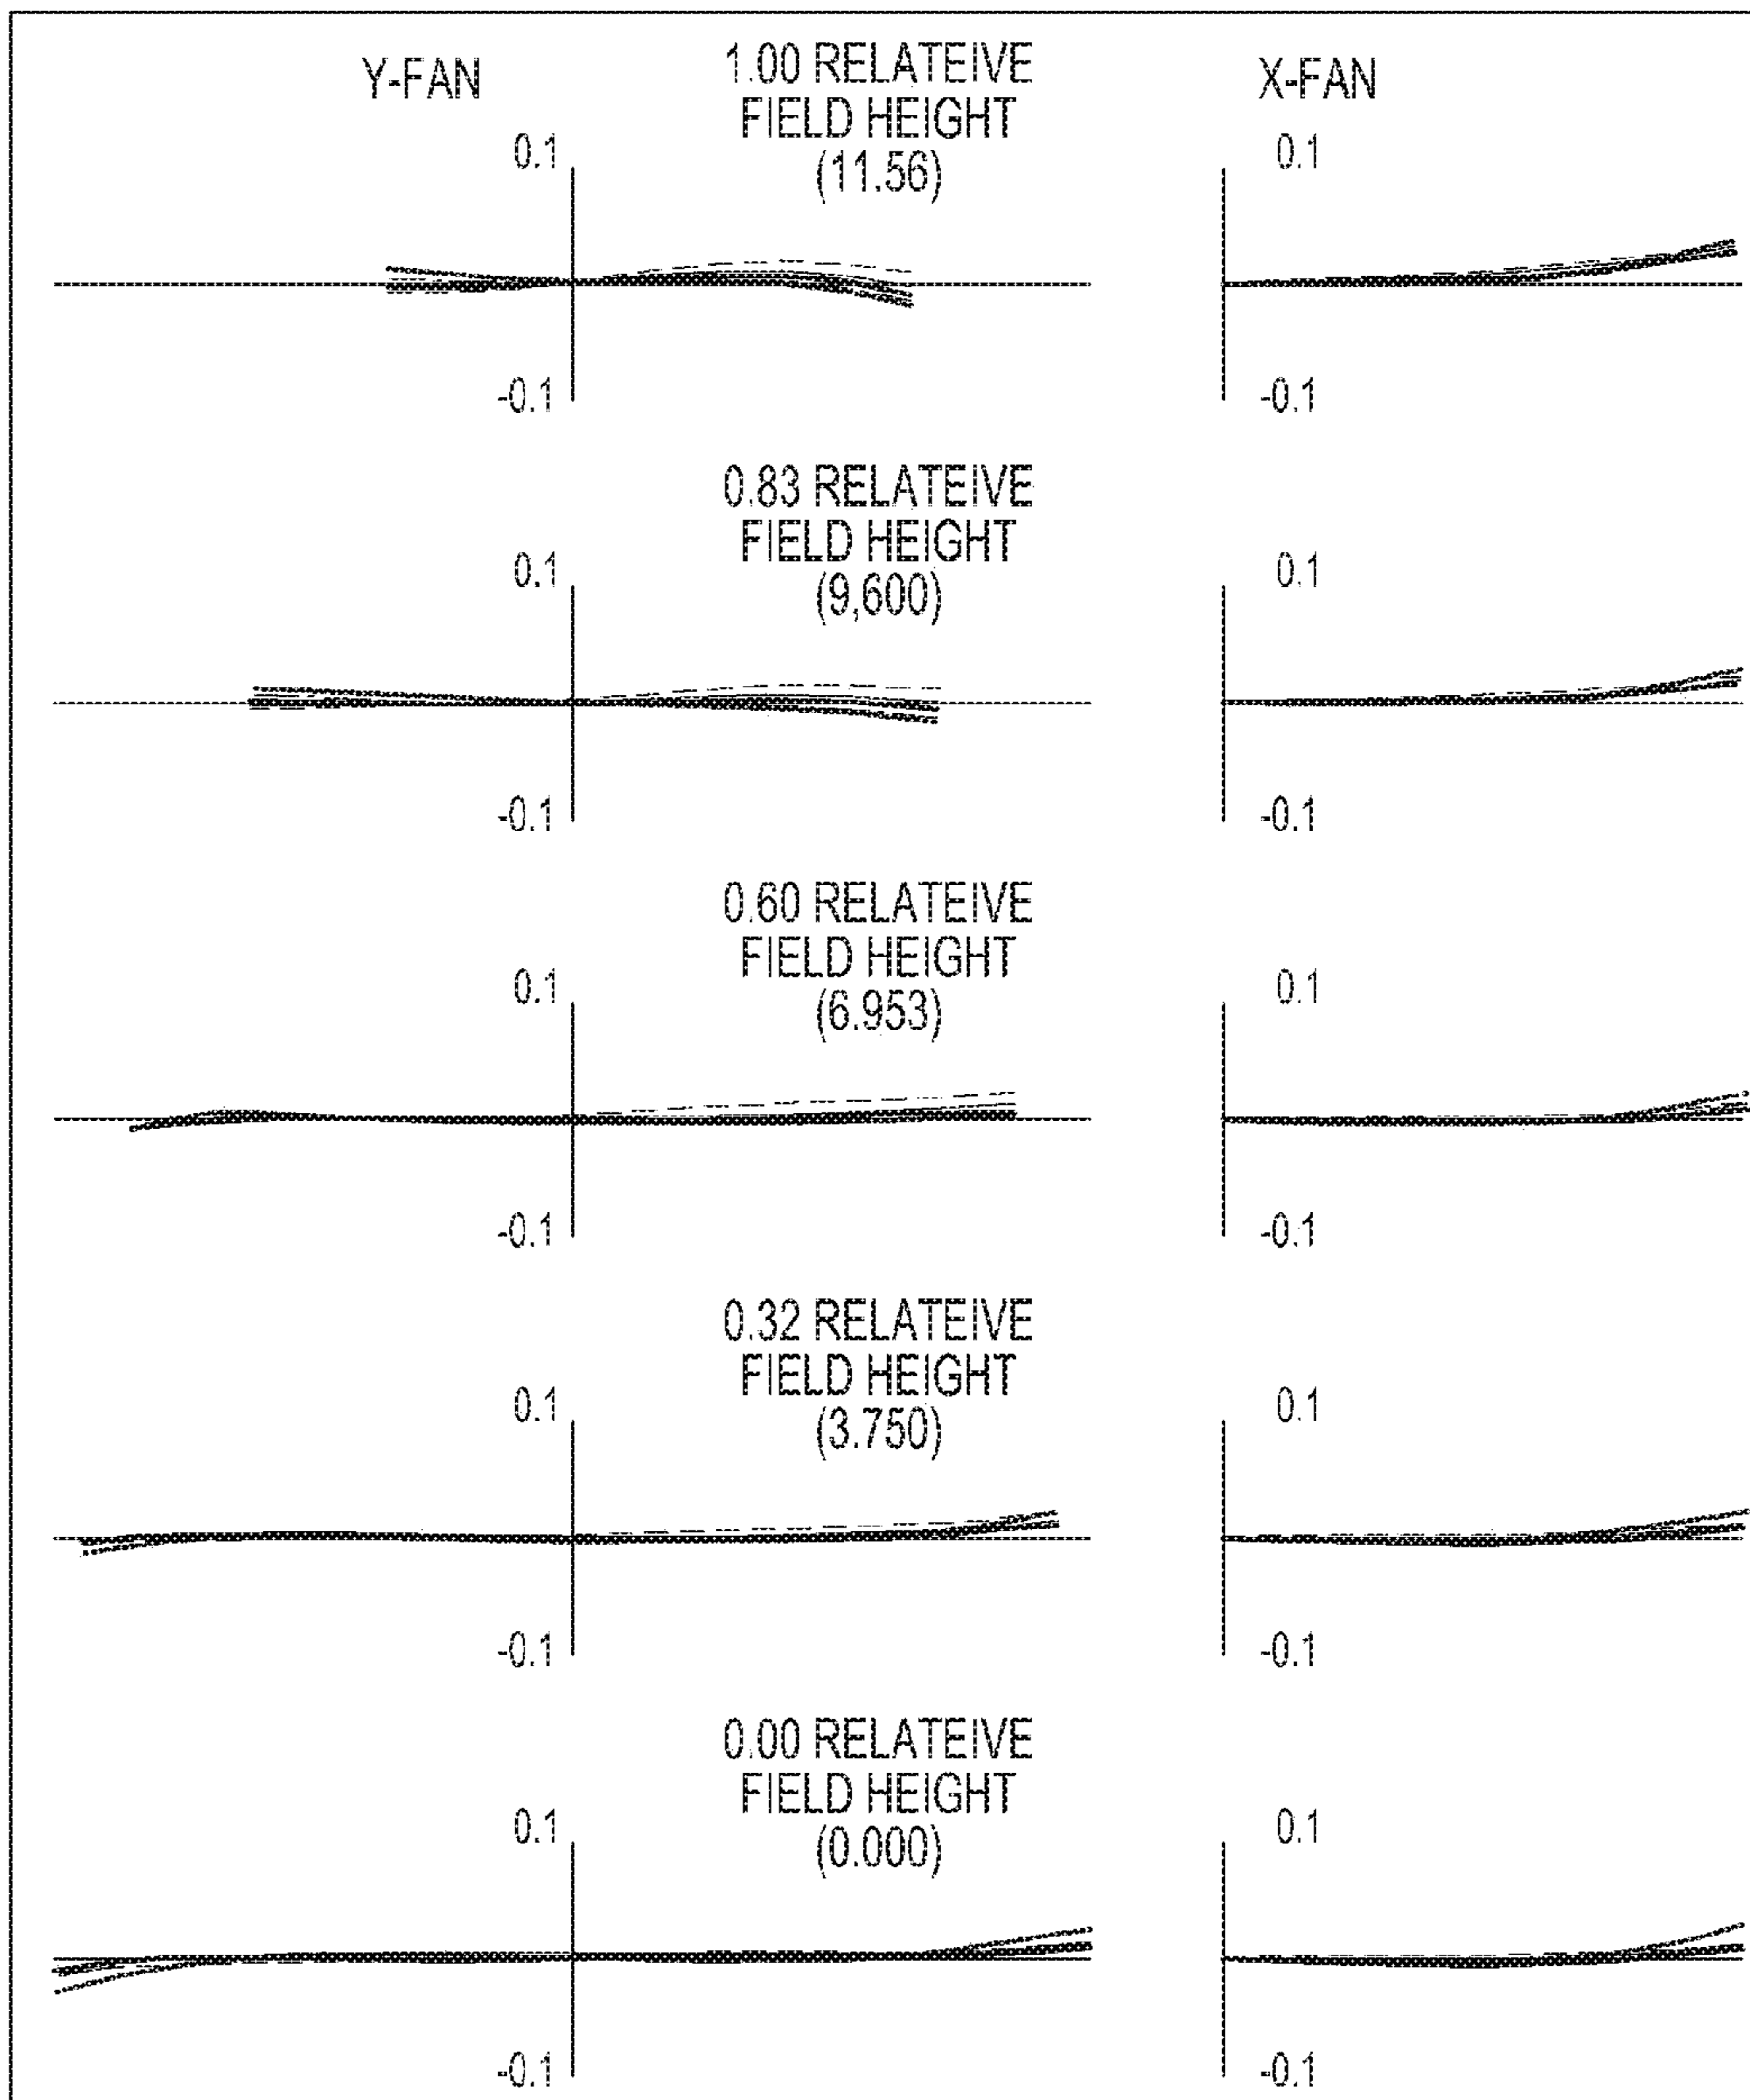 Y-FAN
1.00 RELATEIVE
FIELD HEIGHT
(11.56)
X-FAN
0.1
0.1
-0.1
-0.1
0.83 RELATEIVE
FIELD HEIGHT
(9,600)
0.1
0.1
-0.1
-0.1
0.60 RELATEIVE
FIELD HEIGHT
(6.953)
0.1
0.1
-0.1
-0.1
0.32 RELATEIVE
FIELD HEIGHT
(3.750)
0.1
0.1
-0.1
-0.1
0.00 RELATEIVE
FIELD HEIGHT
(0.000)
0.1
0.1
-0.1
-0.1